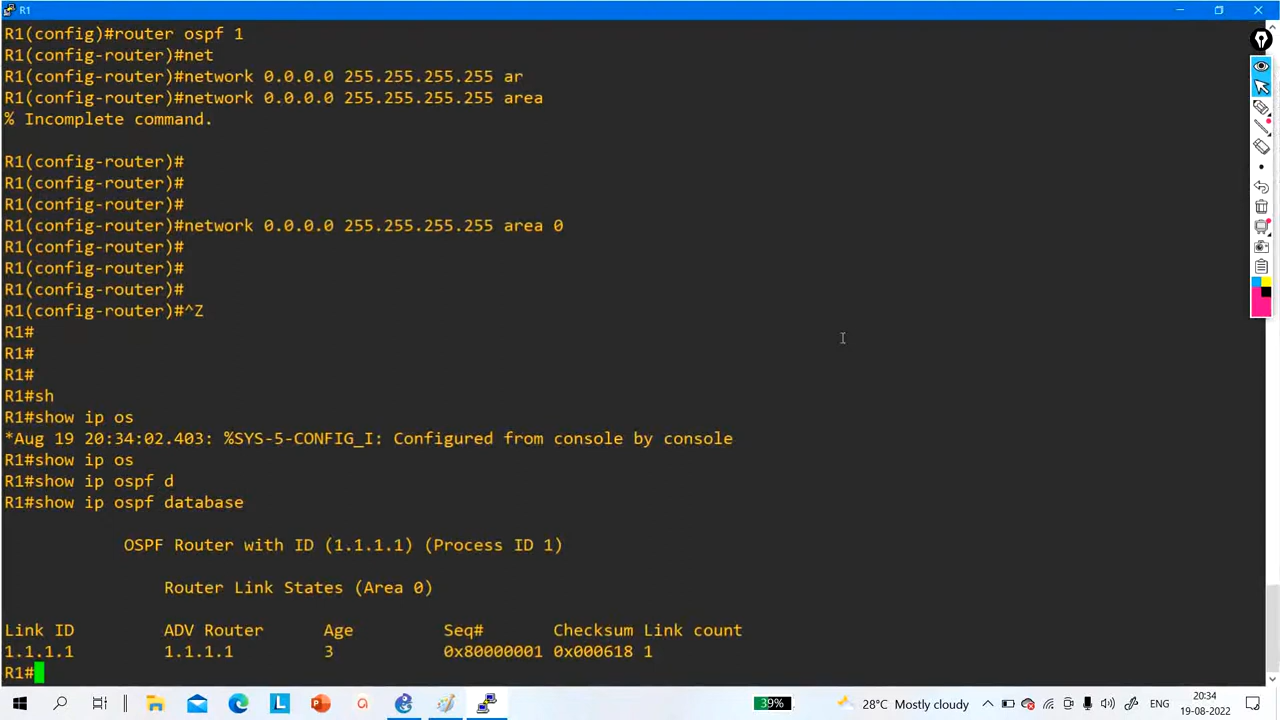 R1
R1(config)#router ospf 1
R1(config-router)#net
R1(config-router)#network 0.0.0.0 255.255.255.255 ar
R1(config-router)#network 0.0.0.0 255.255.255.255 area
% Incomplete command.
R1(config-router)#
R1(config-router)#
R1(config-router)#
R1(config-router)#network 0.0.0.0 255.255.255.255 area 0
R1(config-router)#
R1(config-router)#
R1(config-router)#
R1(config-router)#^Z
R1#
R1#
R1#
R1#sh
R1#show ip os
*Aug 19 20:34:02.403: %SYS-5-CONFIG_I: Configured from console by console
R1#show ip os
R1#show ip ospf d
R1#show ip ospf database
OSPF Router with ID (1.1.1.1) (Process ID 1)
Router Link States (Area 0)
Link ID ADV Router Age Seq# Checksum Link count
1.1.1.1 1.1.1.1 3 0x80000001 0x000618 1
R1#
39% 28°C Mostly cloudy ENG 20:34
19-08-2022